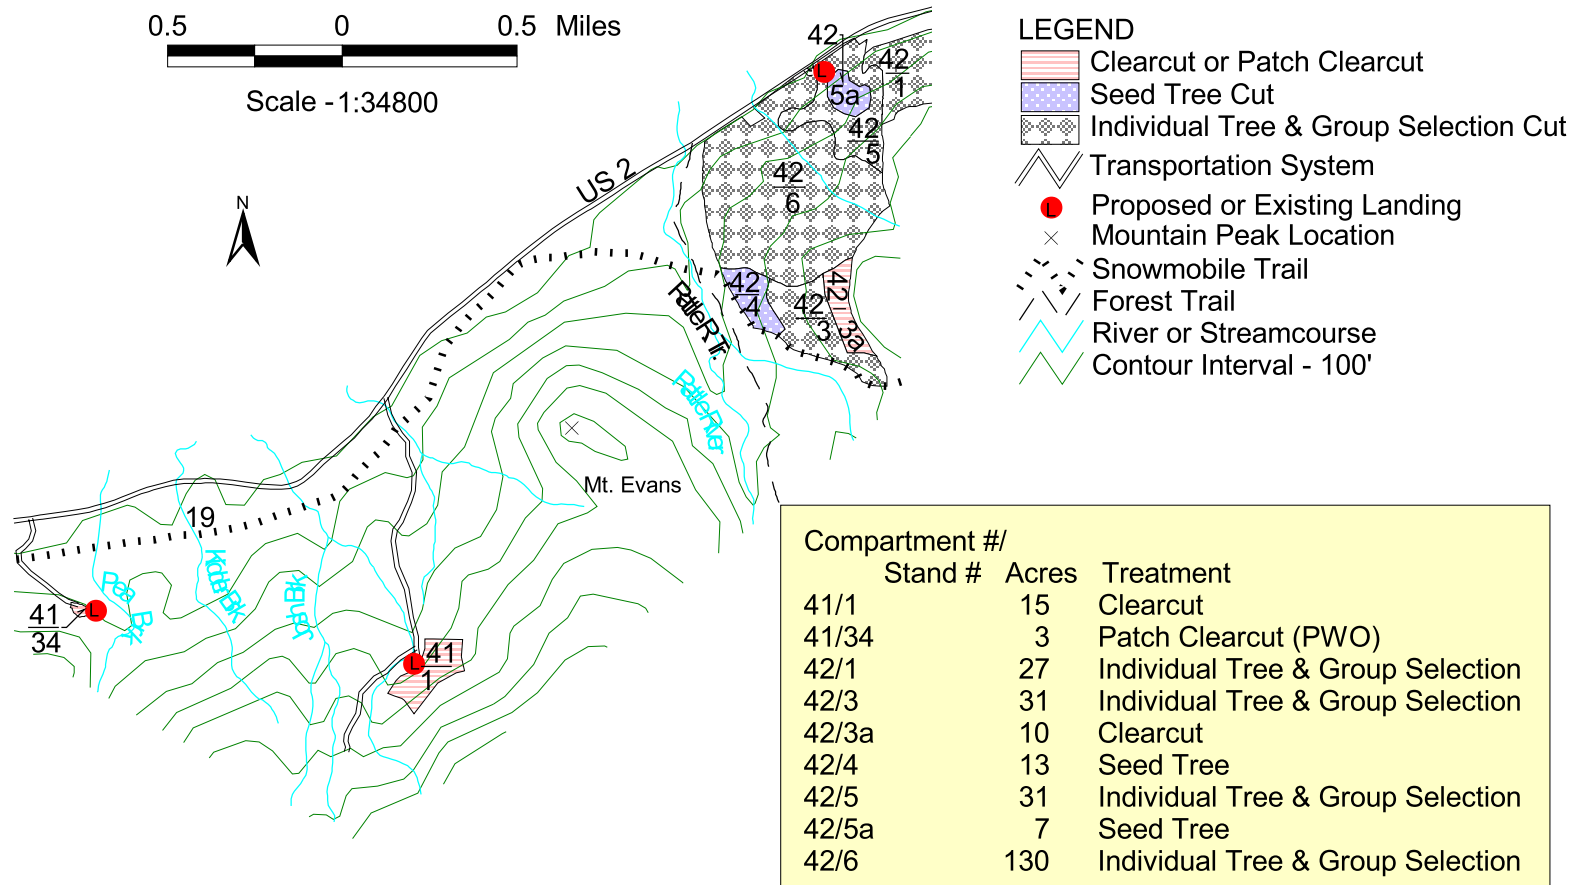 0.5 0 0.5 Miles
Scale - 1:34800
N
LEGEND
Clearcut or Patch Clearcut
Seed Tree Cut
Individual Tree & Group Selection Cut
Transportation System
L Proposed or Existing Landing
Mountain Peak Location
Snowmobile Trail
Forest Trail
River or Streamcourse
Contour Interval - 100'
US 2
42
L
5a
42
1
42
5
42
6
42
4
42
3
42
3a
Rattle R. Tr.
Rattle River
Mt. Evans
19
Pea Brk
L
41
34
L
41
1
Compartment #/
Stand # Acres Treatment
41/1 15 Clearcut
41/34 3 Patch Clearcut (PWO)
42/1 27 Individual Tree & Group Selection
42/3 31 Individual Tree & Group Selection
42/3a 10 Clearcut
42/4 13 Seed Tree
42/5 31 Individual Tree & Group Selection
42/5a 7 Seed Tree
42/6 130 Individual Tree & Group Selection